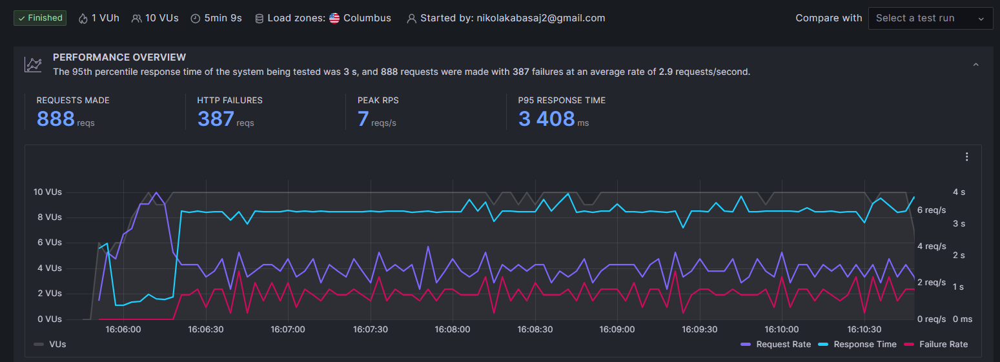 Finished 1 VUh 10 VUs 5min 9s Load zones: Columbus Started by: nikolakabasaj2@gmail.com Compare with Select a test run
PERFORMANCE OVERVIEW
The 95th percentile response time of the system being tested was 3 s, and 888 requests were made with 387 failures at an average rate of 2.9 requests/second.
REQUESTS MADE HTTP FAILURES PEAK RPS P95 RESPONSE TIME
888 reqs 387 reqs 7 reqs/s 3 408 ms
10 VUs 4 s
8 VUs 6 req/s
3 s
6 VUs 4 req/s
2 s
4 VUs
2 req/s
2 VUs 1 s
0 VUs 0 req/s 0 ms
16:06:00 16:06:30 16:07:00 16:07:30 16:08:00 16:08:30 16:09:00 16:09:30 16:10:00 16:10:30
VUs Request Rate Response Time Failure Rate